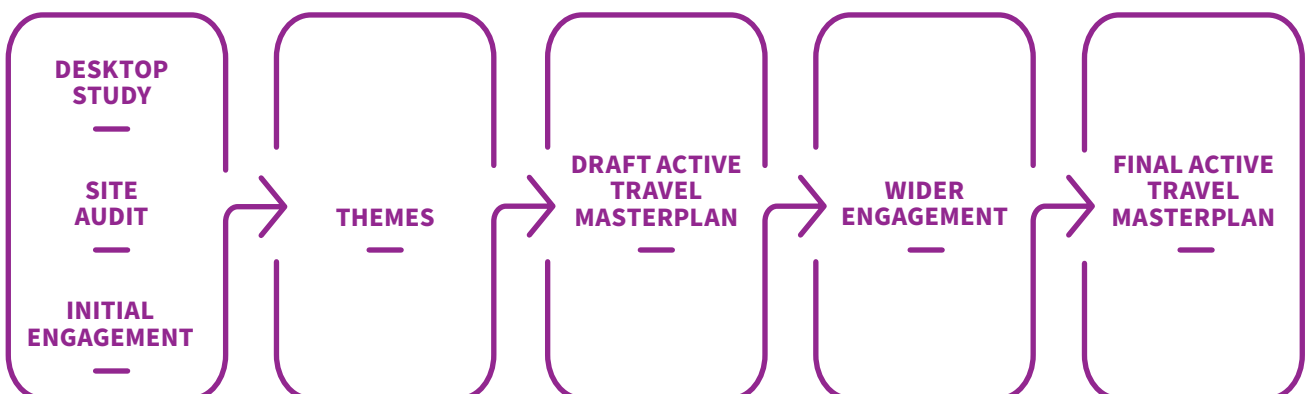 DESKTOP
STUDY
SITE
AUDIT
INITIAL
ENGAGEMENT
THEMES
DRAFT ACTIVE
TRAVEL
MASTERPLAN
WIDER
ENGAGEMENT
FINAL ACTIVE
TRAVEL
MASTERPLAN